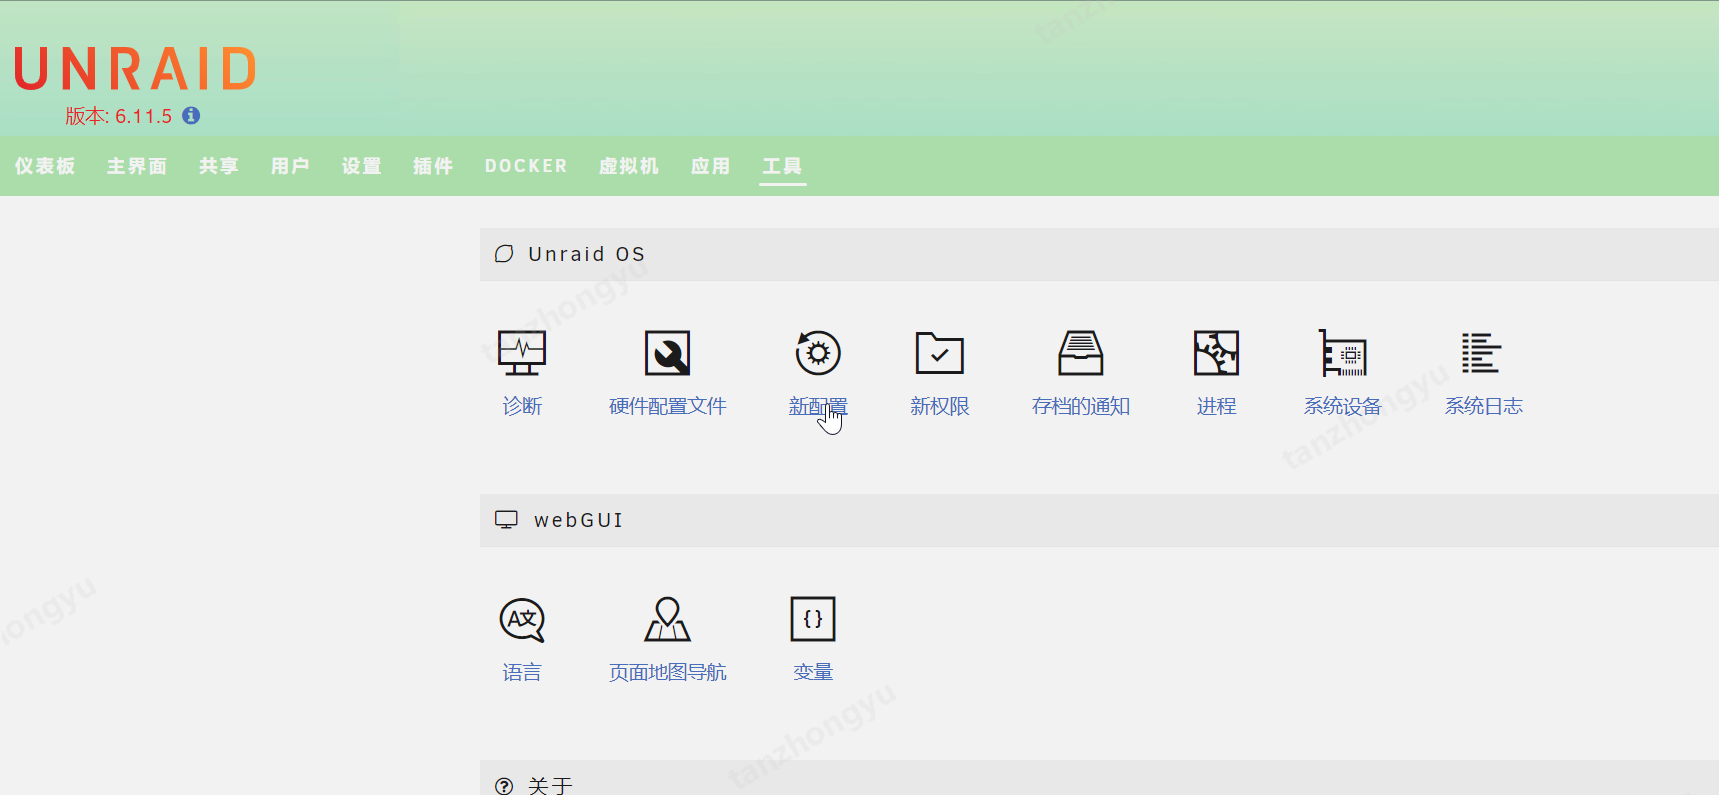 UNRAID
版本: 6.11.5
仪表板 主界面 共享 用户 设置 插件 DOCKER 虚拟机 应用 工具
Unraid OS
诊断 硬件配置文件 新配置 新权限 存档的通知 进程 系统设备 系统日志
webGUI
A文 { }
语言 页面地图导航 变量
关于
tanzhongyu
tanzhongyu
tanzhongyu
tanzhongyu